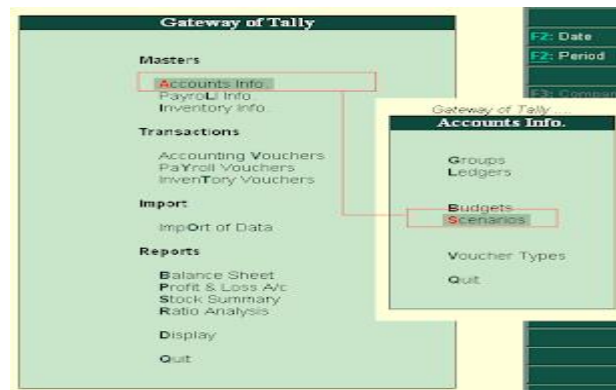 Gateway of Tally
Masters
Accounts Info.
PayroLl Info.
Inventory Info.
Transactions
Accounting Vouchers
PaYroll Vouchers
InvenTory Vouchers
Import
ImpOrt of Data
Reports
Balance Sheet
Profit & Loss A/c
Stock Summary
Ratio Analysis
Display
Quit
F2: Date
F2: Period
F3: Compan
Gateway of Tally ...
Accounts Info.
Groups
Ledgers
Budgets
Scenarios
Voucher Types
Quit